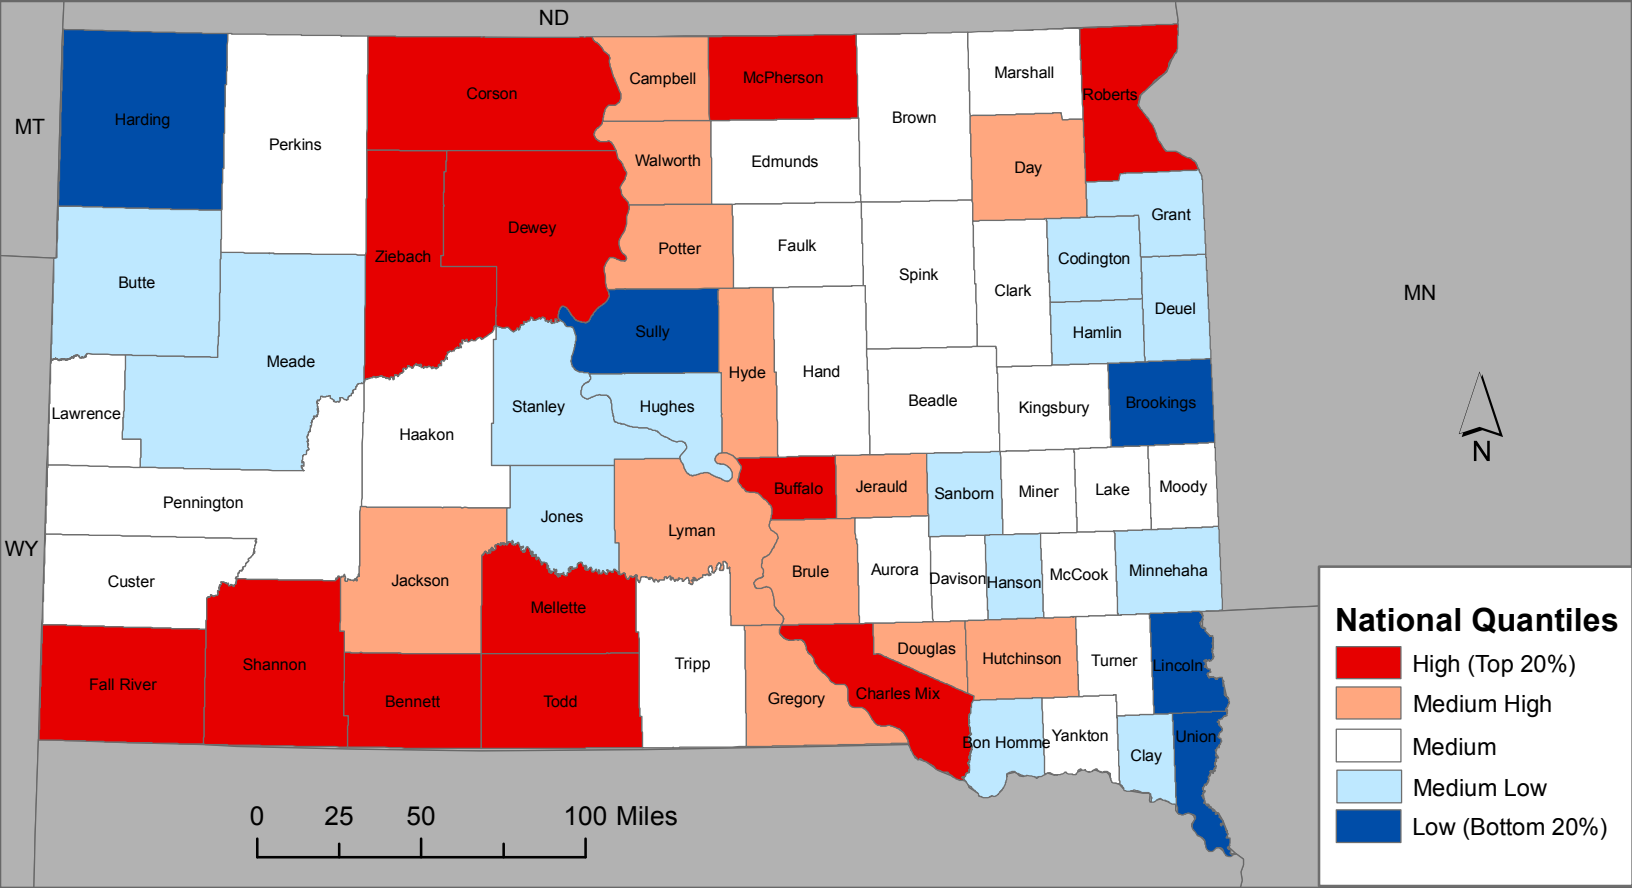 ND
MT
WY
MN
Harding
Perkins
Corson
Campbell
McPherson
Brown
Marshall
Roberts
Walworth
Edmunds
Day
Butte
Meade
Ziebach
Dewey
Potter
Faulk
Spink
Clark
Codington
Grant
Deuel
Hamlin
Sully
Hyde
Hand
Lawrence
Haakon
Stanley
Hughes
Beadle
Kingsbury
Brookings
Pennington
Jones
Lyman
Buffalo
Jerauld
Sanborn
Miner
Lake
Moody
Custer
Jackson
Mellette
Brule
Aurora
Davison
Hanson
McCook
Minnehaha
Fall River
Shannon
Bennett
Todd
Tripp
Gregory
Charles Mix
Douglas
Hutchinson
Turner
Lincoln
Bon Homme
Yankton
Clay
Union
N
0 25 50 100 Miles
National Quantiles
High (Top 20%)
Medium High
Medium
Medium Low
Low (Bottom 20%)